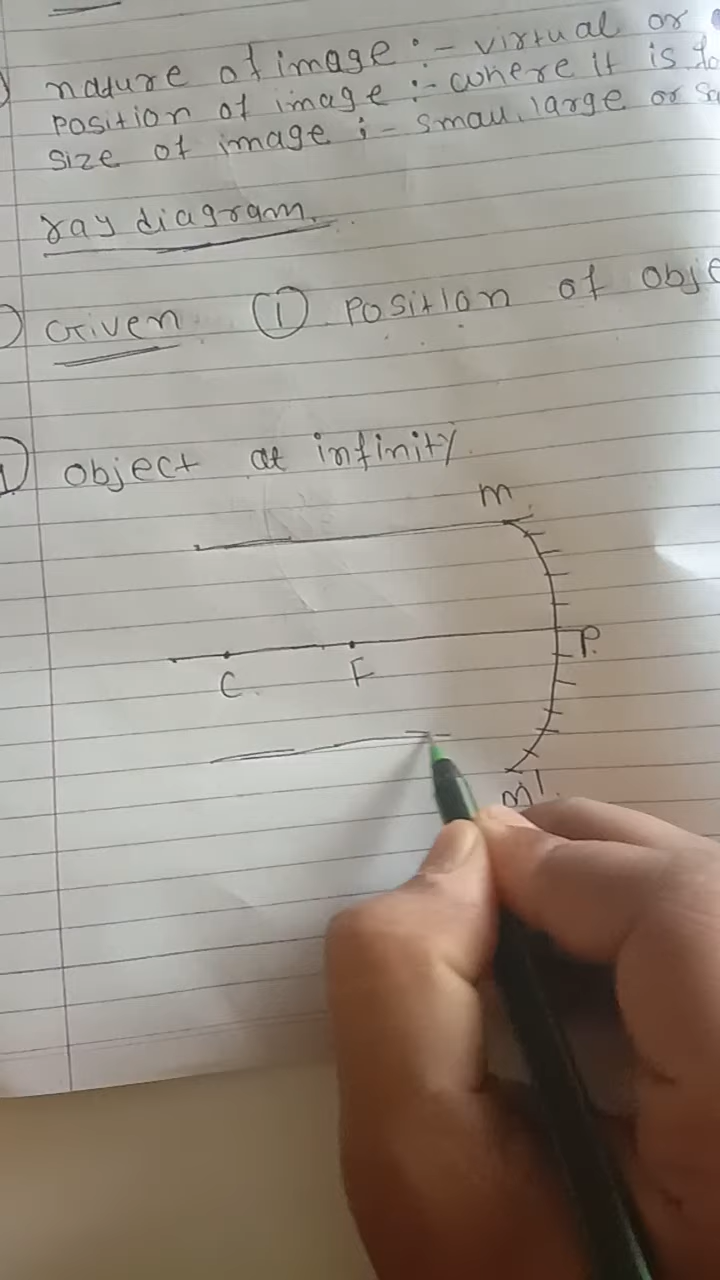 nature of image :- virtual or
position of image :- where it is
size of image :- small, large or
ray diagram.
Given ① Position of
object at infinity
M
P.
C
F
M'